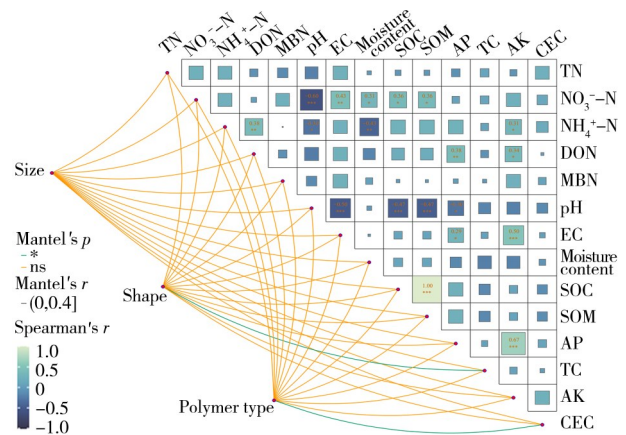 TN NO₃⁻–N NH₄⁺–N DON MBN pH EC Moisture content SOC SOM AP TC AK CEC
TN
NO₃⁻–N
NH₄⁺–N
DON
MBN
pH
EC
Moisture content
SOC
SOM
AP
TC
AK
CEC
Size
Shape
Polymer type
Mantel's p
*
ns
Mantel's r
(0,0.4]
Spearman's r
1.0
0.5
0
−0.5
−1.0
1.00
***
0.67
***